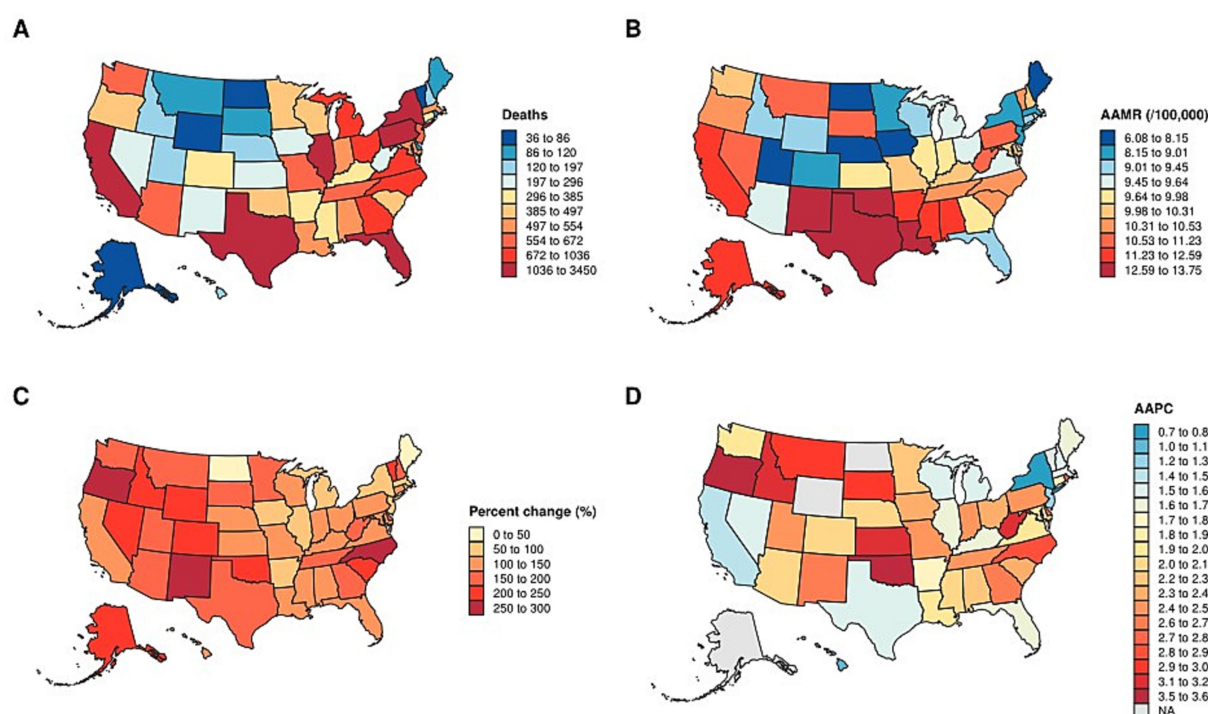 A
B
Deaths
36 to 86
86 to 120
120 to 197
197 to 296
296 to 385
385 to 497
497 to 554
554 to 672
672 to 1036
1036 to 3450
AAMR (/100,000)
6.08 to 8.15
8.15 to 9.01
9.01 to 9.45
9.45 to 9.64
9.64 to 9.98
9.98 to 10.31
10.31 to 10.53
10.53 to 11.23
11.23 to 12.59
12.59 to 13.75
C
D
Percent change (%)
0 to 50
50 to 100
100 to 150
150 to 200
200 to 250
250 to 300
AAPC
0.7 to 0.8
1.0 to 1.1
1.2 to 1.3
1.4 to 1.5
1.5 to 1.6
1.6 to 1.7
1.7 to 1.8
1.8 to 1.9
1.9 to 2.0
2.0 to 2.1
2.2 to 2.3
2.3 to 2.4
2.4 to 2.5
2.6 to 2.7
2.7 to 2.8
2.8 to 2.9
2.9 to 3.0
3.1 to 3.2
3.5 to 3.6
NA